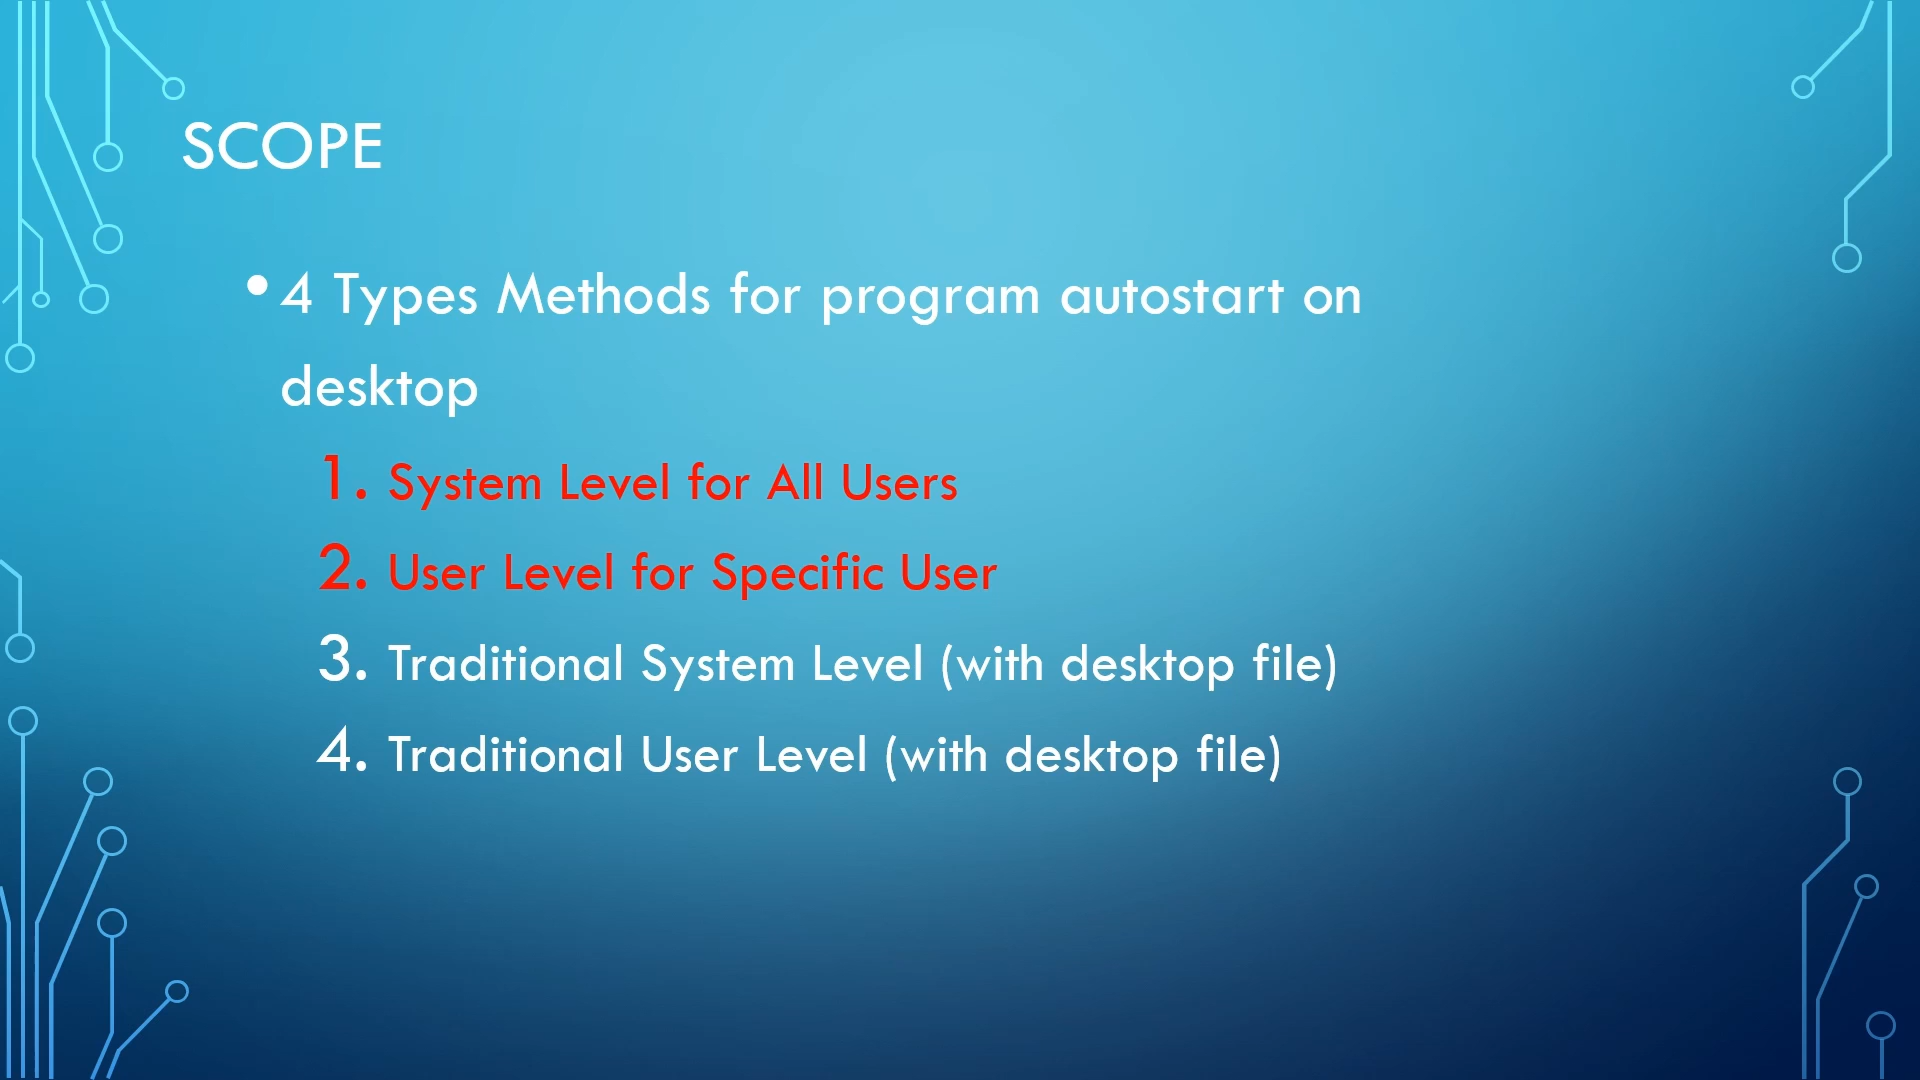 SCOPE
• 4 Types Methods for program autostart on
desktop
1. System Level for All Users
2. User Level for Specific User
3. Traditional System Level (with desktop file)
4. Traditional User Level (with desktop file)